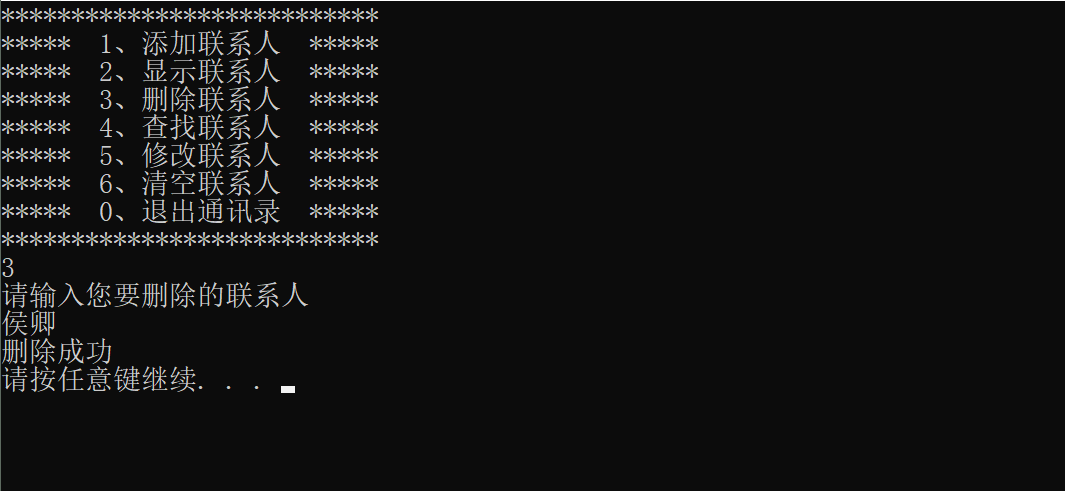 ***************************
*****  1、添加联系人  *****
*****  2、显示联系人  *****
*****  3、删除联系人  *****
*****  4、查找联系人  *****
*****  5、修改联系人  *****
*****  6、清空联系人  *****
*****  0、退出通讯录  *****
***************************
3
请输入您要删除的联系人
侯卿
删除成功
请按任意键继续. . .